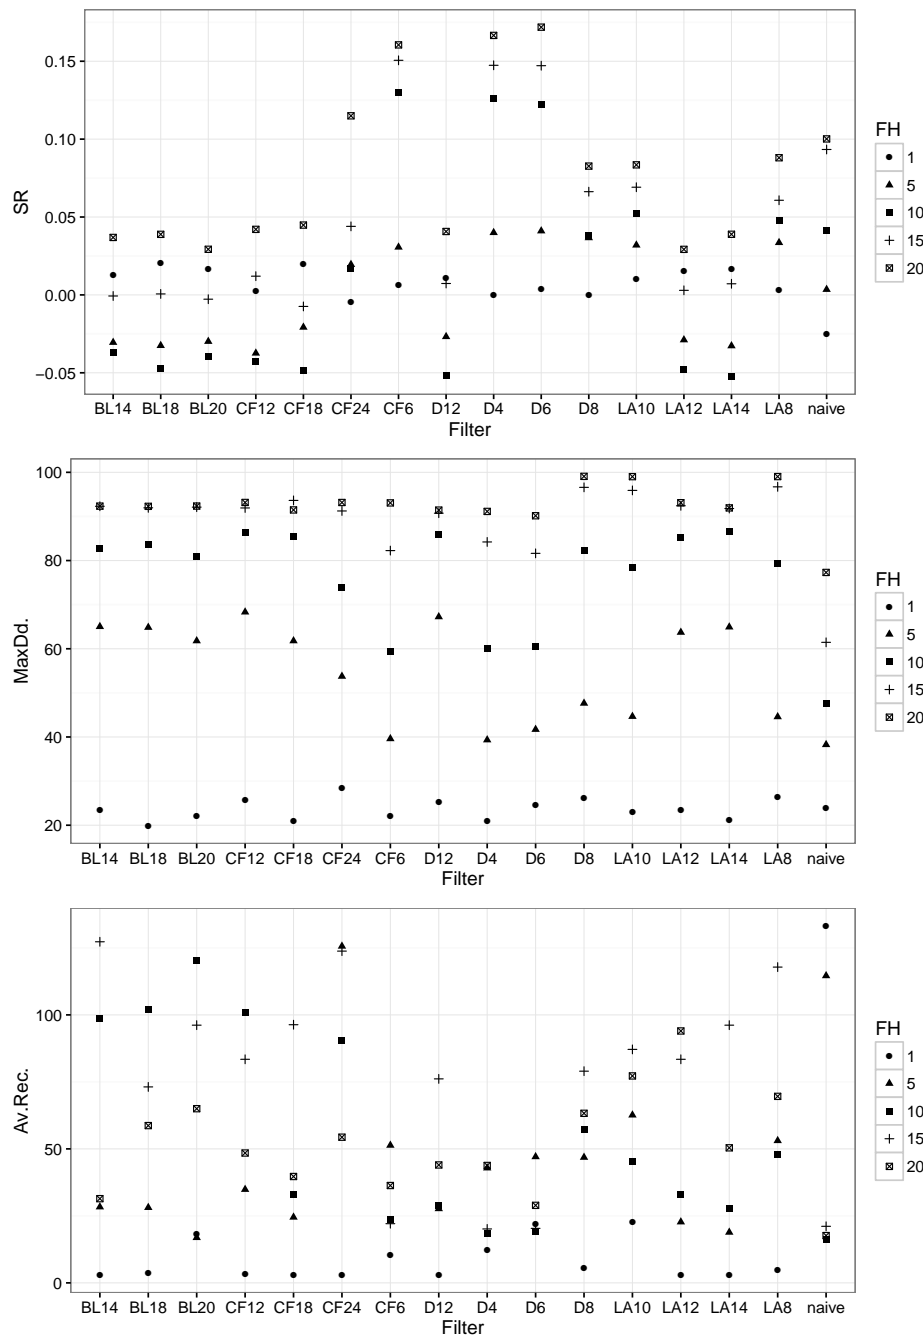 0.15
0.10
0.05
0.00
−0.05
SR
BL14 BL18 BL20 CF12 CF18 CF24 CF6 D12 D4 D6 D8 LA10 LA12 LA14 LA8 naive
Filter
FH
1
5
10
15
20
100
80
60
40
20
MaxDd.
BL14 BL18 BL20 CF12 CF18 CF24 CF6 D12 D4 D6 D8 LA10 LA12 LA14 LA8 naive
Filter
FH
1
5
10
15
20
100
50
0
Av.Rec.
BL14 BL18 BL20 CF12 CF18 CF24 CF6 D12 D4 D6 D8 LA10 LA12 LA14 LA8 naive
Filter
FH
1
5
10
15
20